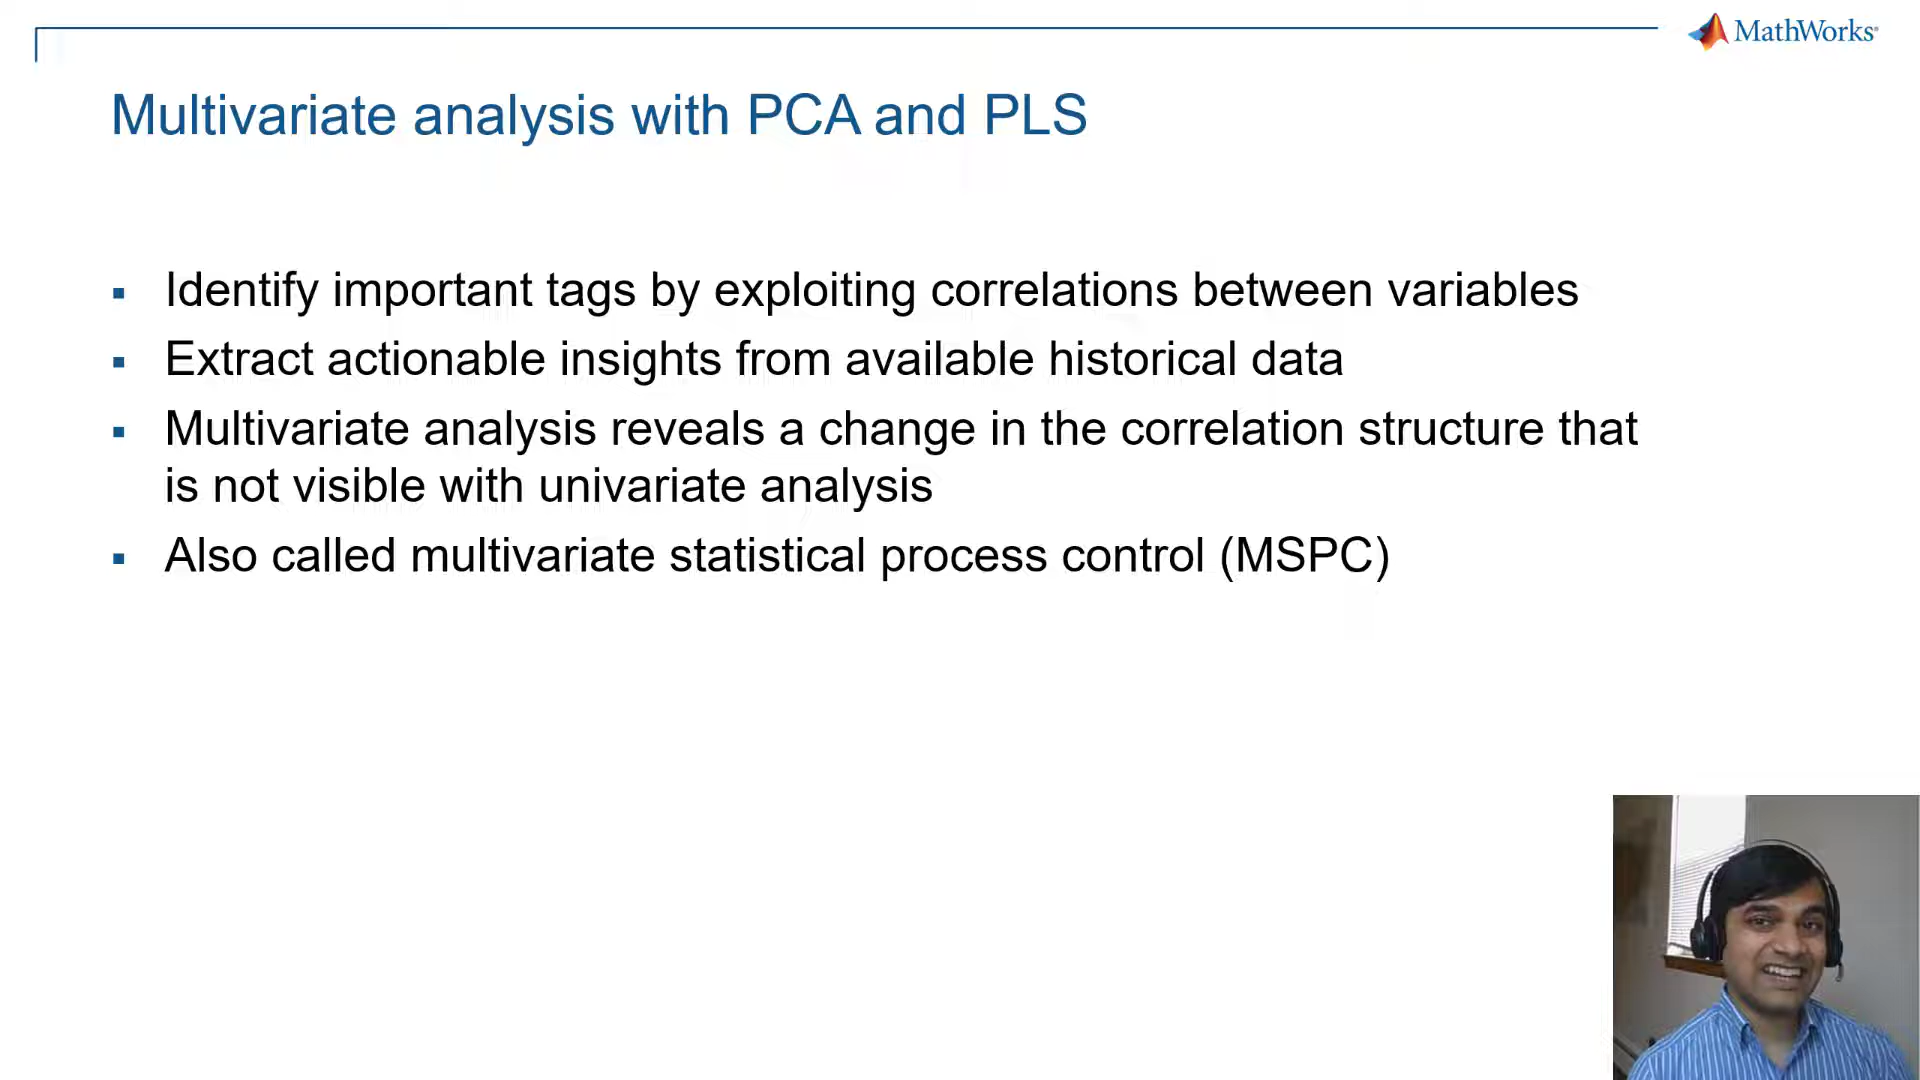 MathWorks®
Multivariate analysis with PCA and PLS
▪ Identify important tags by exploiting correlations between variables
▪ Extract actionable insights from available historical data
▪ Multivariate analysis reveals a change in the correlation structure that
is not visible with univariate analysis
▪ Also called multivariate statistical process control (MSPC)